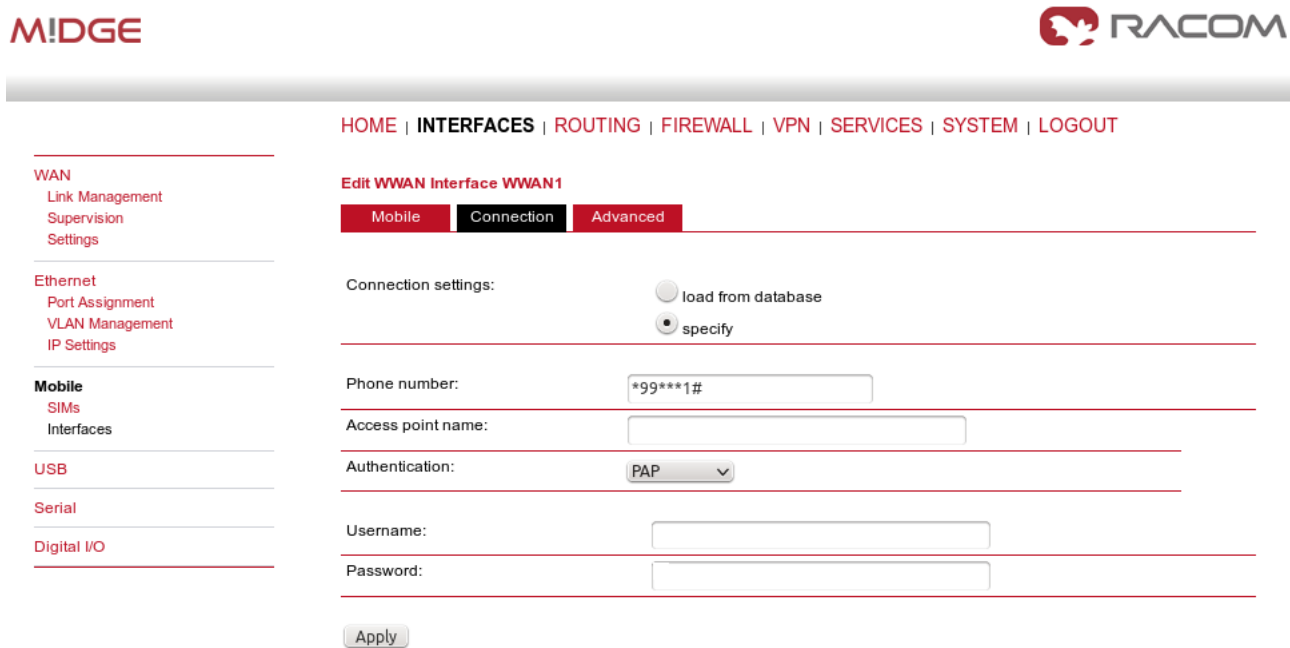 M!DGE
RACOM
HOME | INTERFACES | ROUTING | FIREWALL | VPN | SERVICES | SYSTEM | LOGOUT
WAN
Link Management
Supervision
Settings
Ethernet
Port Assignment
VLAN Management
IP Settings
Mobile
SIMs
Interfaces
USB
Serial
Digital I/O
Edit WWAN Interface WWAN1
Mobile Connection Advanced
Connection settings:
load from database
specify
Phone number: *99***1#
Access point name:
Authentication: PAP
Username:
Password:
Apply